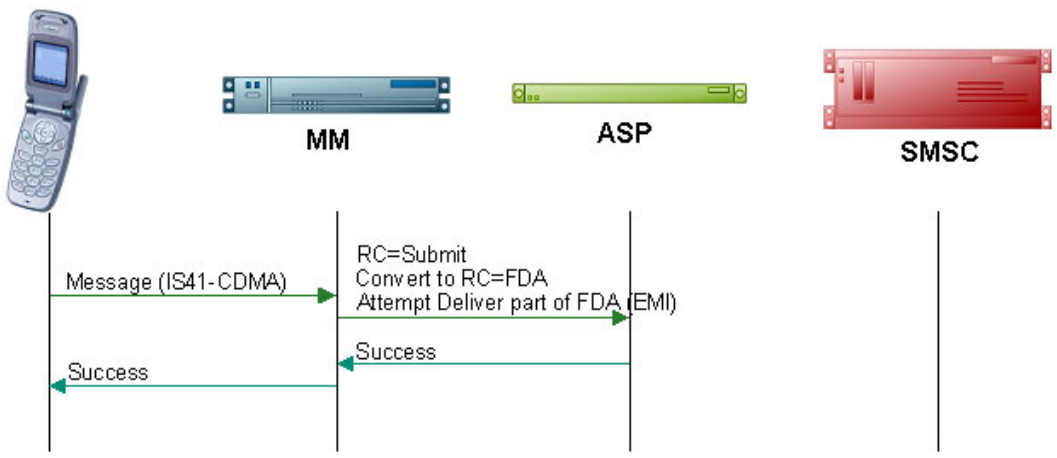 MM
ASP
SMSC
Message (IS41-CDMA)
RC=Submit
Convert to RC=FDA
Attempt Deliver part of FDA (EMI)
Success
Success